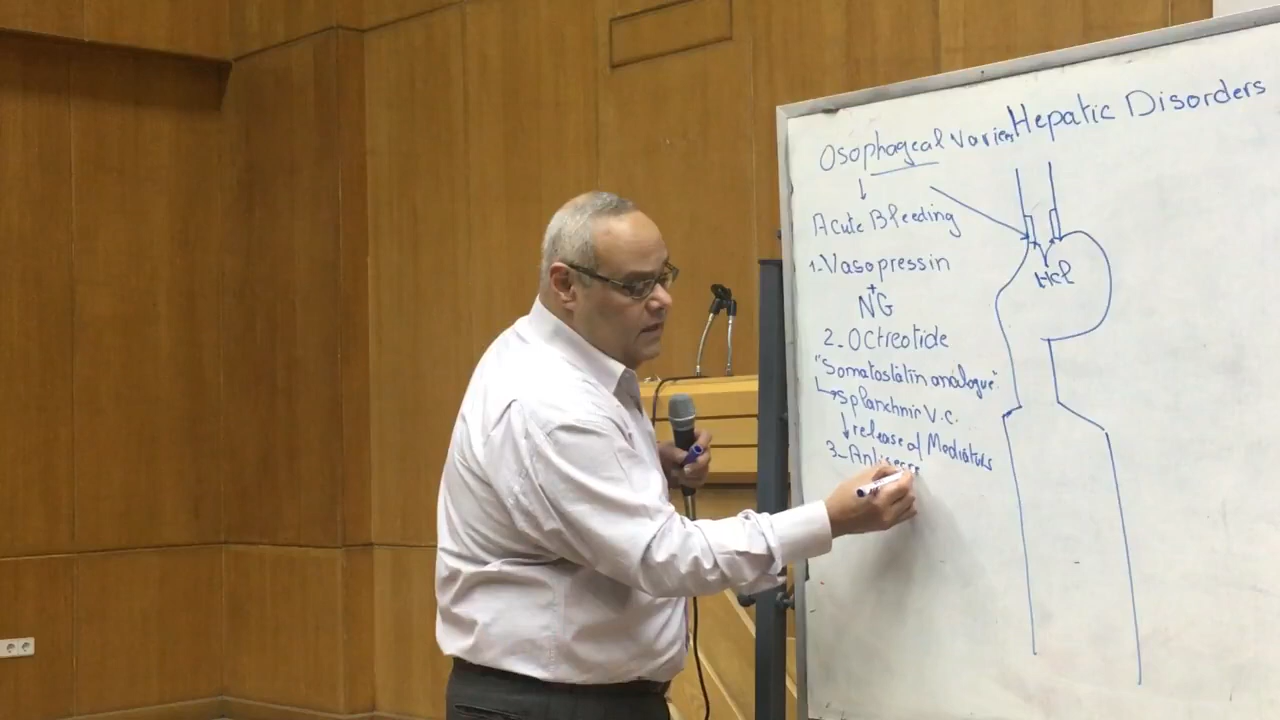 Hepatic Disorders
Osophageal Varices
↓
Acute Bleeding
1-Vasopressin
+
NG
2-Octreotide
"Somatostatin analogue"
↳Splanchnic V.C.
↓release of Mediators
3-Antisecre
HCl